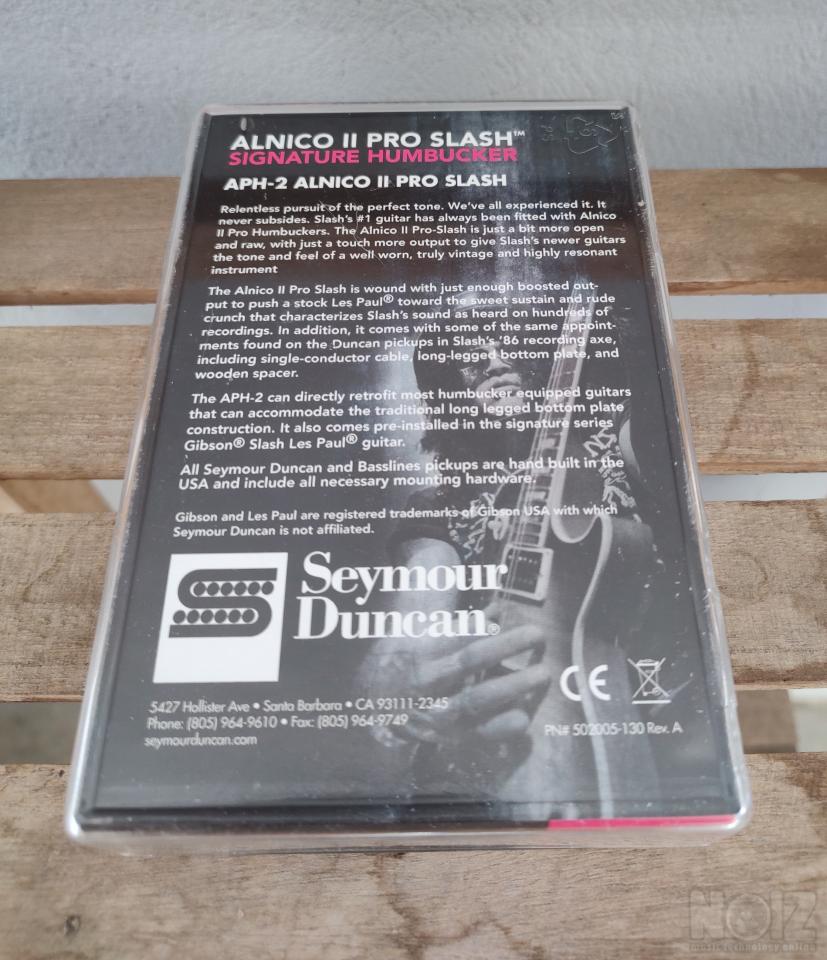 ALNICO II PRO SLASH™
SIGNATURE HUMBUCKER
APH-2 ALNICO II PRO SLASH
Relentless pursuit of the perfect tone. We've all experienced it. It
never subsides. Slash's #1 guitar has always been fitted with Alnico
II Pro Humbuckers. The Alnico II Pro-Slash is just a bit more open
and raw, with just a touch more output to give Slash's newer guitars
the tone and feel of a well worn, truly vintage and highly resonant
instrument
The Alnico II Pro Slash is wound with just enough boosted out-
put to push a stock Les Paul® toward the sweet sustain and rude
crunch that characterizes Slash's sound as heard on hundreds of
recordings. In addition, it comes with some of the same appoint-
ments found on the Duncan pickups in Slash's '86 recording axe,
including single-conductor cable, long-legged bottom plate, and
wooden spacer.
The APH-2 can directly retrofit most humbucker equipped guitars
that can accommodate the traditional long legged bottom plate
construction. It also comes pre-installed in the signature series
Gibson® Slash Les Paul® guitar.
All Seymour Duncan and Basslines pickups are hand built in the
USA and include all necessary mounting hardware.
Gibson and Les Paul are registered trademarks of Gibson USA with which
Seymour Duncan is not affiliated.
Seymour
Duncan®
CE
5427 Hollister Ave • Santa Barbara • CA 93111-2345
Phone: (805) 964-9610 • Fax: (805) 964-9749
seymourduncan.com
PN# 502005-130 Rev. A
NOIZ
music technology online